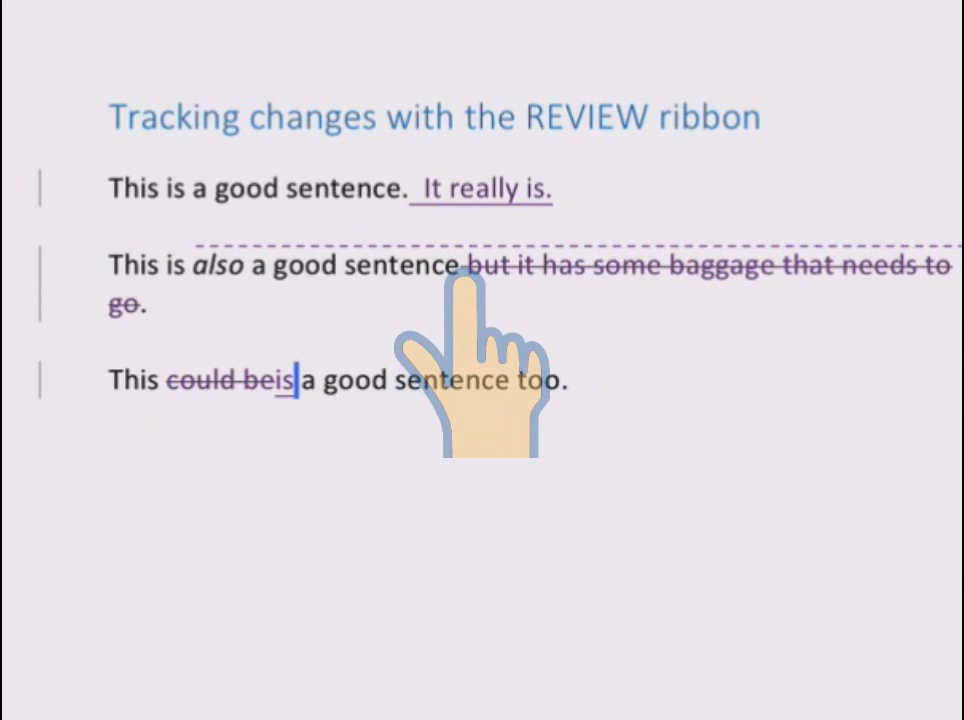 Tracking changes with the REVIEW ribbon
This is a good sentence. It really is.
This is also a good sentence but it has some baggage that needs to
go.
This could beis a good sentence too.